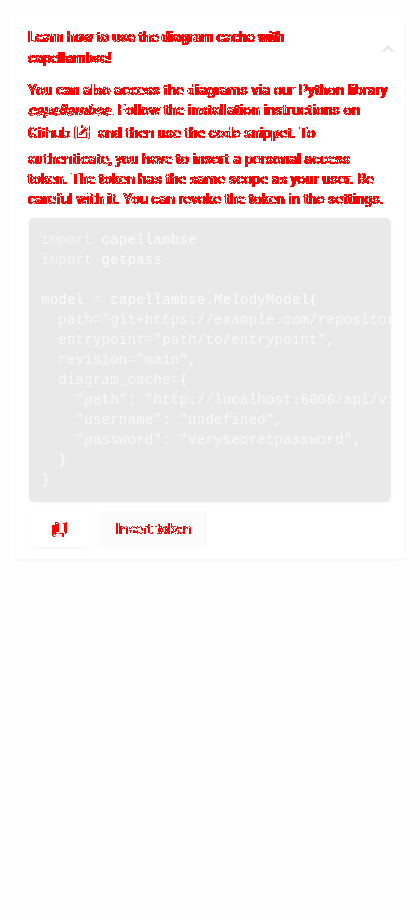 Learn how to use the diagram cache with
capellambse!
You can also access the diagrams via our Python library
capellambse. Follow the installation instructions on
Github and then use the code snippet. To
authenticate, you have to insert a personal access
token. The token has the same scope as your user. Be
careful with it. You can revoke the token in the settings.
import capellambse
import getpass
model = capellambse.MelodyModel(
path="git+https://example.com/repositor
entrypoint="path/to/entrypoint",
revision="main",
diagram_cache={
"path": "http://localhost:6006/api/v
"username": "undefined",
"password": "verysecretpassword",
}
)
Insert token